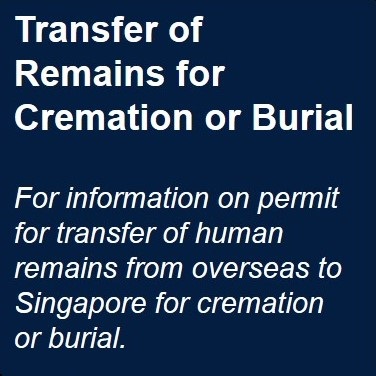 Transfer of
Remains for
Cremation or Burial
For information on permit
for transfer of human
remains from overseas to
Singapore for cremation
or burial.